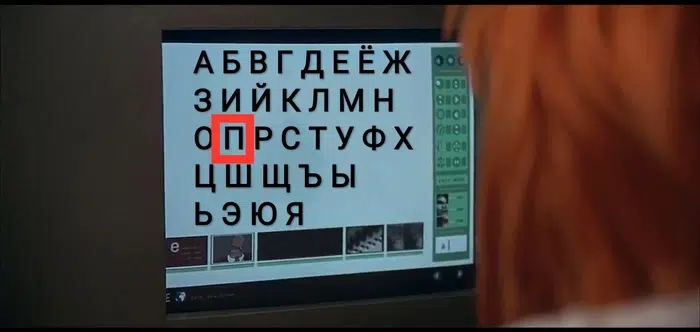 АБВГДЕЁЖ
ЗИЙКЛМН
ОПРСТУФХ
ЦШЩЪЫ
ЬЭЮЯ
e